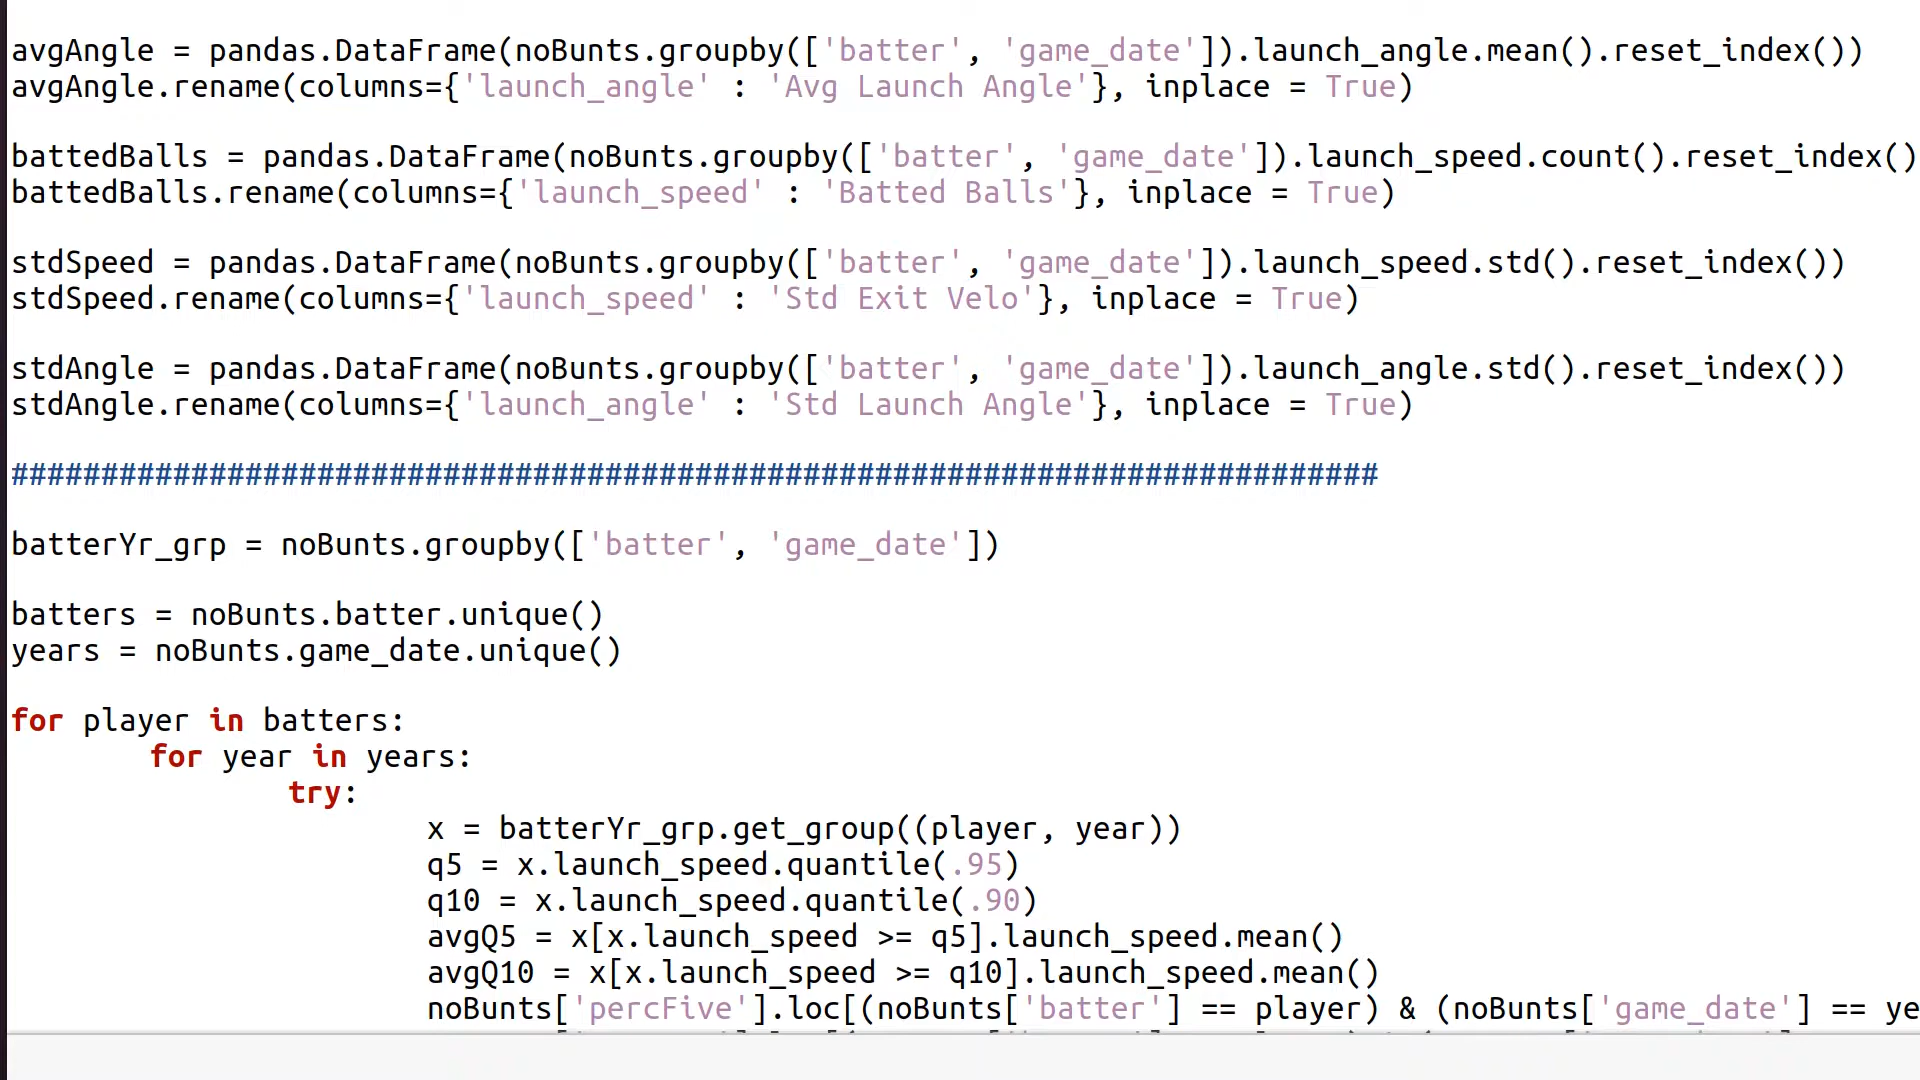 avgAngle = pandas.DataFrame(noBunts.groupby(['batter', 'game_date']).launch_angle.mean().reset_index())
avgAngle.rename(columns={'launch_angle' : 'Avg Launch Angle'}, inplace = True)
battedBalls = pandas.DataFrame(noBunts.groupby(['batter', 'game_date']).launch_speed.count().reset_index()
battedBalls.rename(columns={'launch_speed' : 'Batted Balls'}, inplace = True)
stdSpeed = pandas.DataFrame(noBunts.groupby(['batter', 'game_date']).launch_speed.std().reset_index())
stdSpeed.rename(columns={'launch_speed' : 'Std Exit Velo'}, inplace = True)
stdAngle = pandas.DataFrame(noBunts.groupby(['batter', 'game_date']).launch_angle.std().reset_index())
stdAngle.rename(columns={'launch_angle' : 'Std Launch Angle'}, inplace = True)
############################################################################
batterYr_grp = noBunts.groupby(['batter', 'game_date'])
batters = noBunts.batter.unique()
years = noBunts.game_date.unique()
for player in batters:
for year in years:
try:
x = batterYr_grp.get_group((player, year))
q5 = x.launch_speed.quantile(.95)
q10 = x.launch_speed.quantile(.90)
avgQ5 = x[x.launch_speed >= q5].launch_speed.mean()
avgQ10 = x[x.launch_speed >= q10].launch_speed.mean()
noBunts['percFive'].loc[(noBunts['batter'] == player) & (noBunts['game_date'] == ye